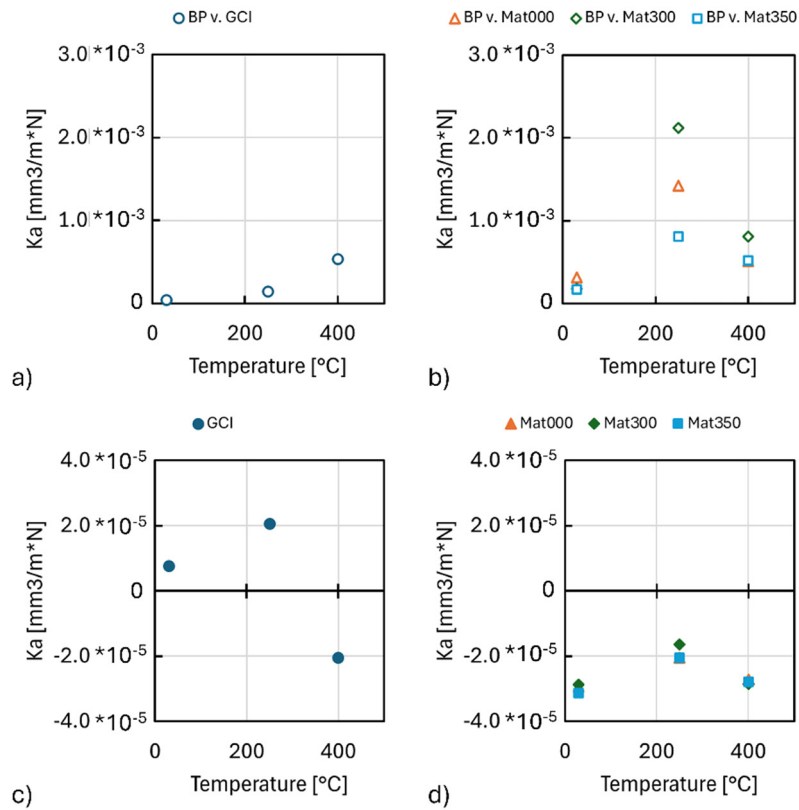 BP v. GCI
3.0 *10-3
2.0 *10-3
1.0 *10-3
0
Ka [mm3/m*N]
0 200 400
Temperature [°C]
a)
BP v. Mat000 BP v. Mat300 BP v. Mat350
3.0 *10-3
2.0 *10-3
1.0 *10-3
0
Ka [mm3/m*N]
0 200 400
Temperature [°C]
b)
GCI
4.0 *10-5
2.0 *10-5
0
-2.0 *10-5
-4.0 *10-5
Ka [mm3/m*N]
0 200 400
Temperature [°C]
c)
Mat000 Mat300 Mat350
4.0 *10-5
2.0 *10-5
0
-2.0 *10-5
-4.0 *10-5
Ka [mm3/m*N]
0 200 400
Temperature [°C]
d)